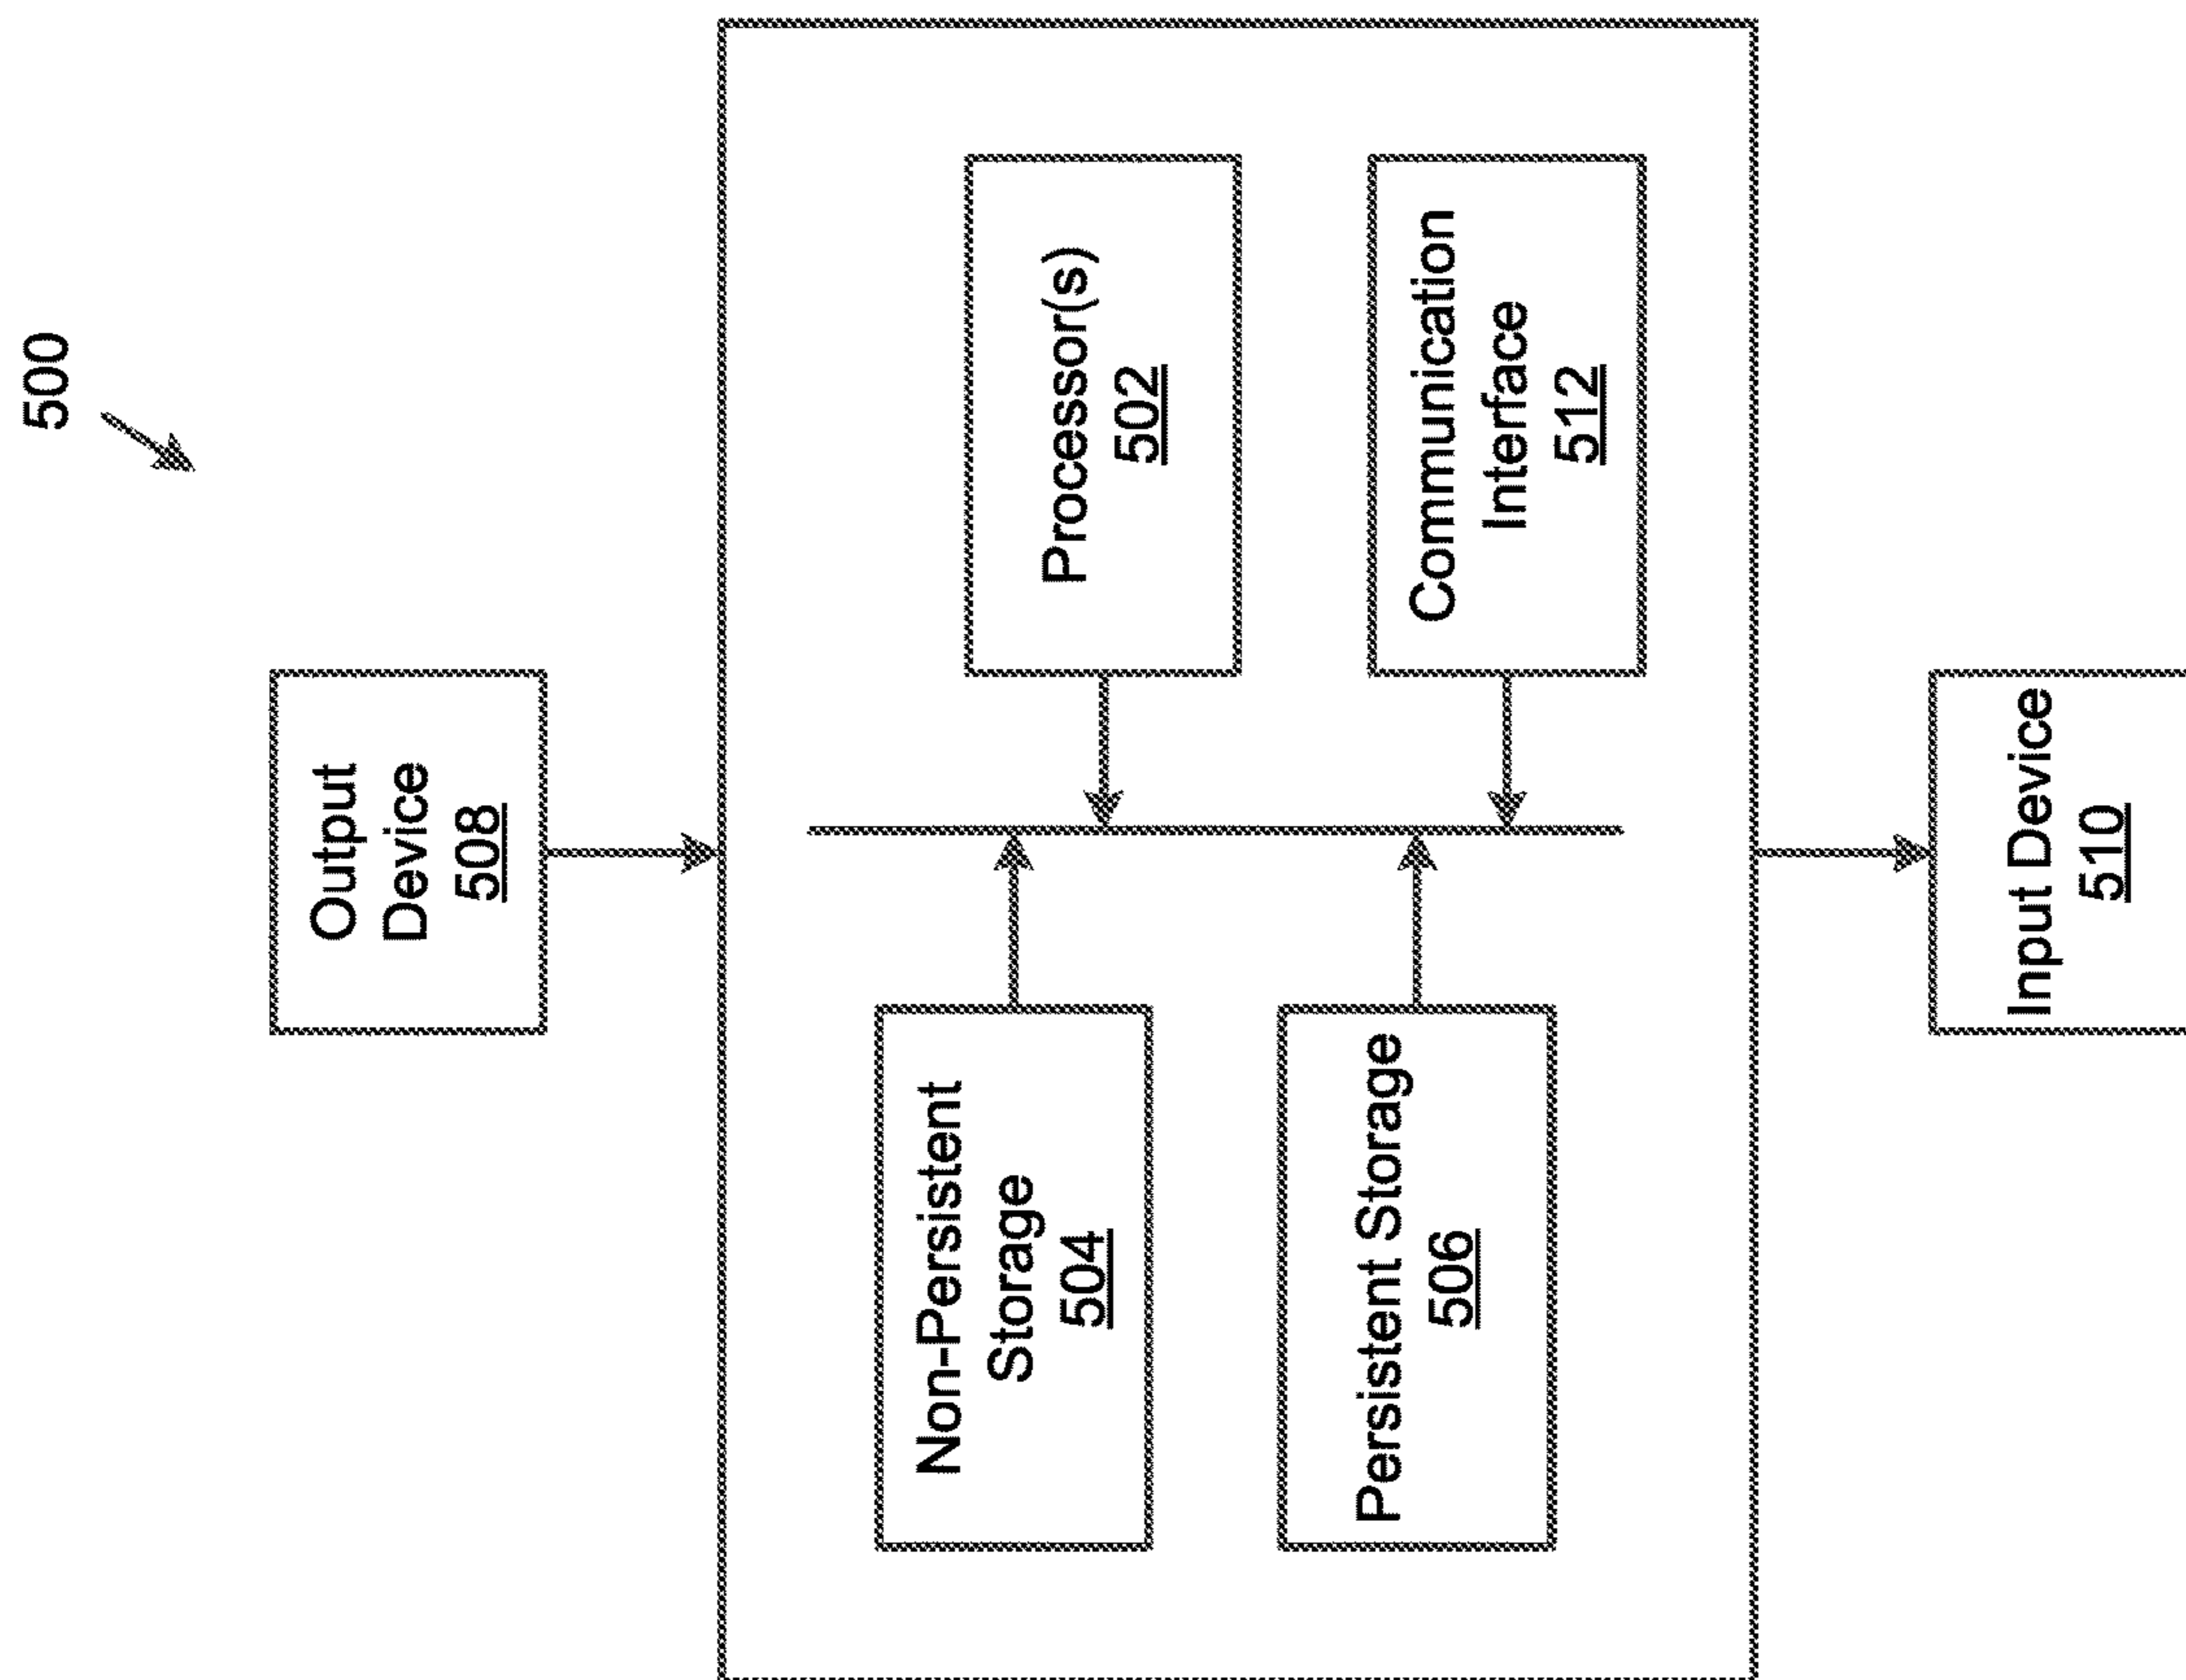 500
Output
Device
508
Non-Persistent
Storage
504
Processor(s)
502
Persistent Storage
506
Communication
Interface
512
Input Device
510